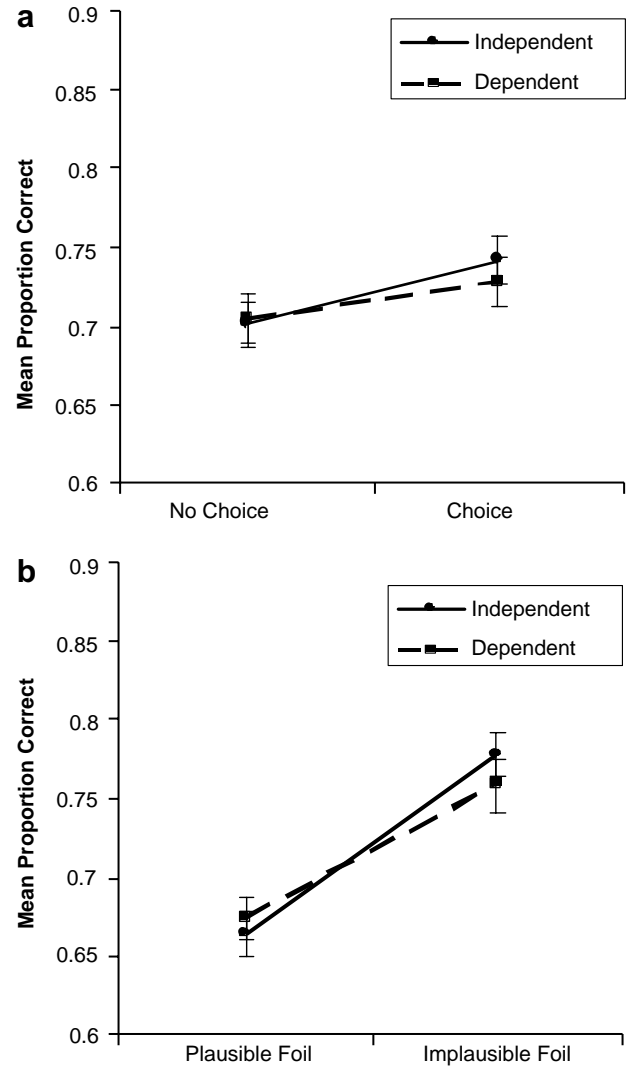 a
Mean Proportion Correct
0.9
0.85
0.8
0.75
0.7
0.65
0.6
Independent
Dependent
No Choice
Choice
b
Mean Proportion Correct
0.9
0.85
0.8
0.75
0.7
0.65
0.6
Independent
Dependent
Plausible Foil
Implausible Foil